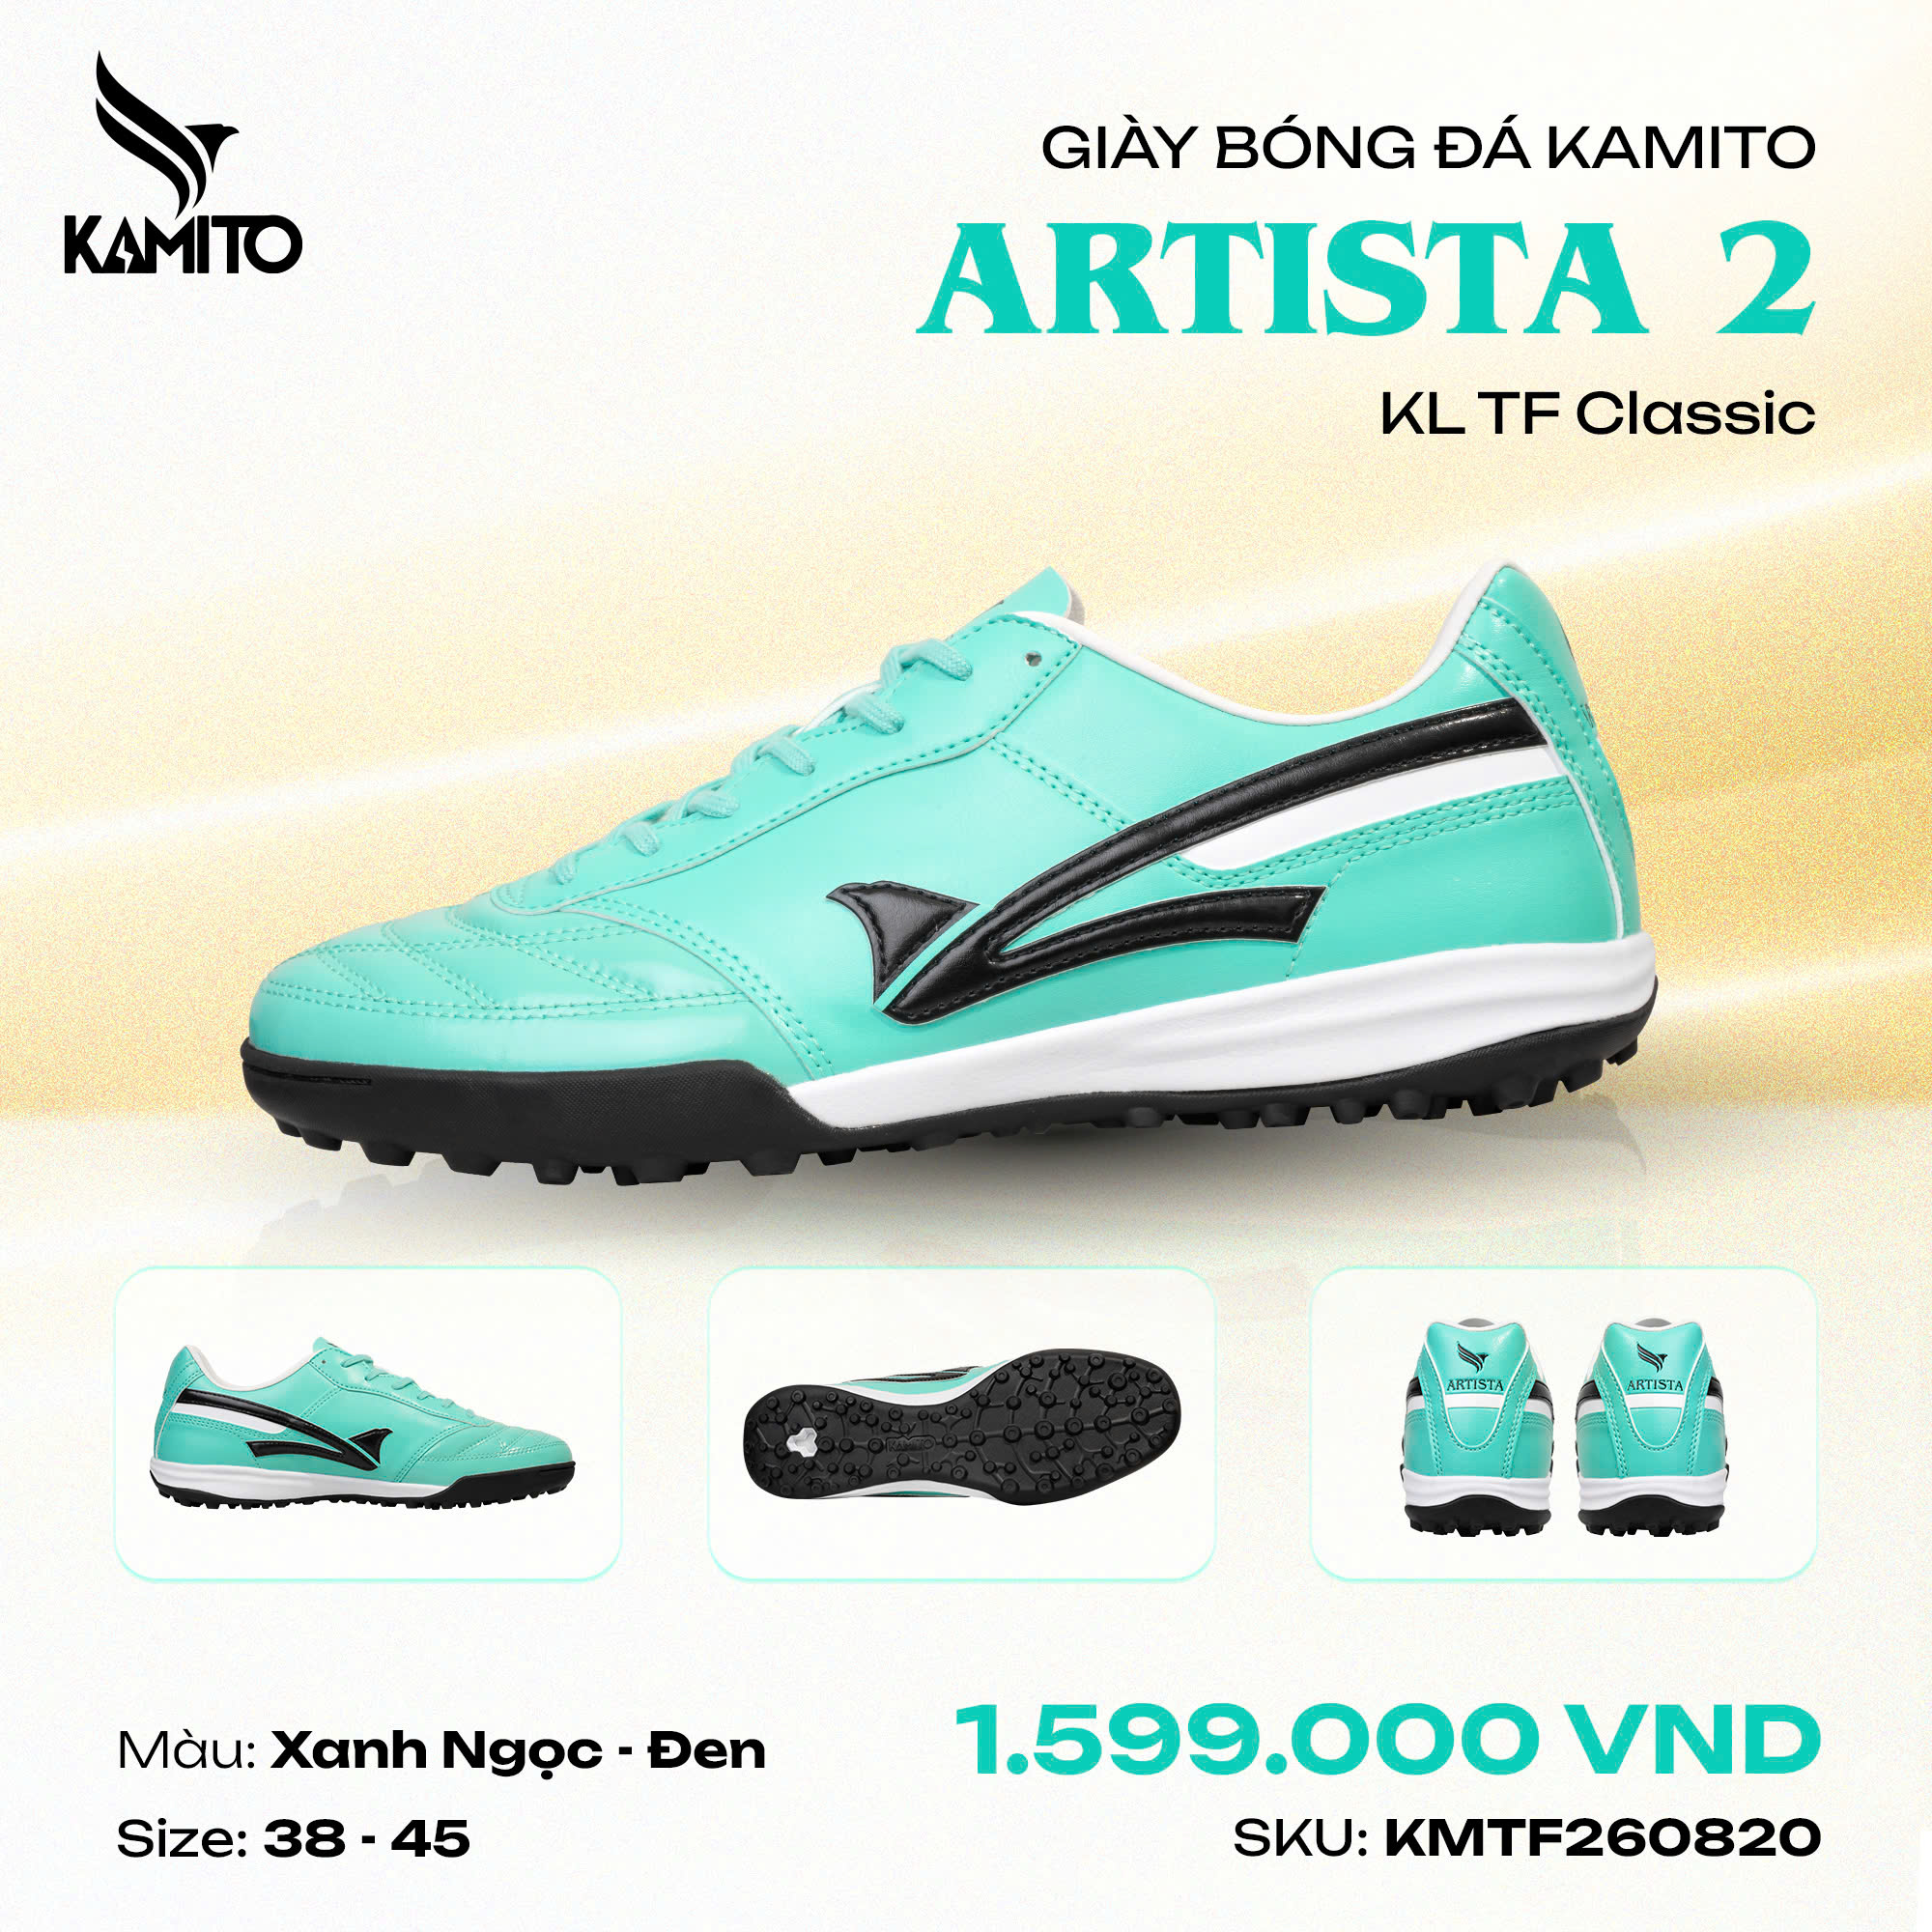 KAMITO
GIÀY BÓNG ĐÁ KAMITO
ARTISTA 2
KL TF Classic
KAMITO
ARTISTA
ARTISTA
Màu: Xanh Ngọc - Đen
1.599.000 VND
Size: 38 - 45
SKU: KMTF260820